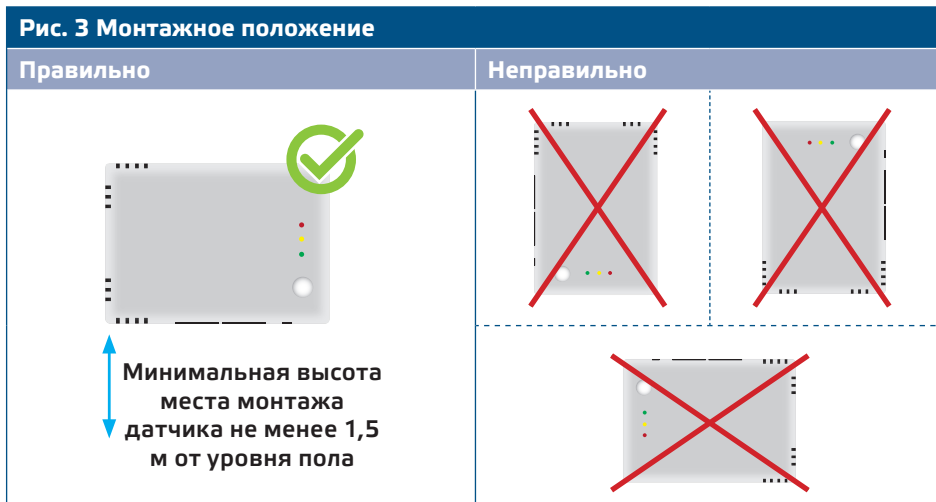 Рис. 3 Монтажное положение
Правильно
Неправильно
Минимальная высота
места монтажа
датчика не менее 1,5
м от уровня пола